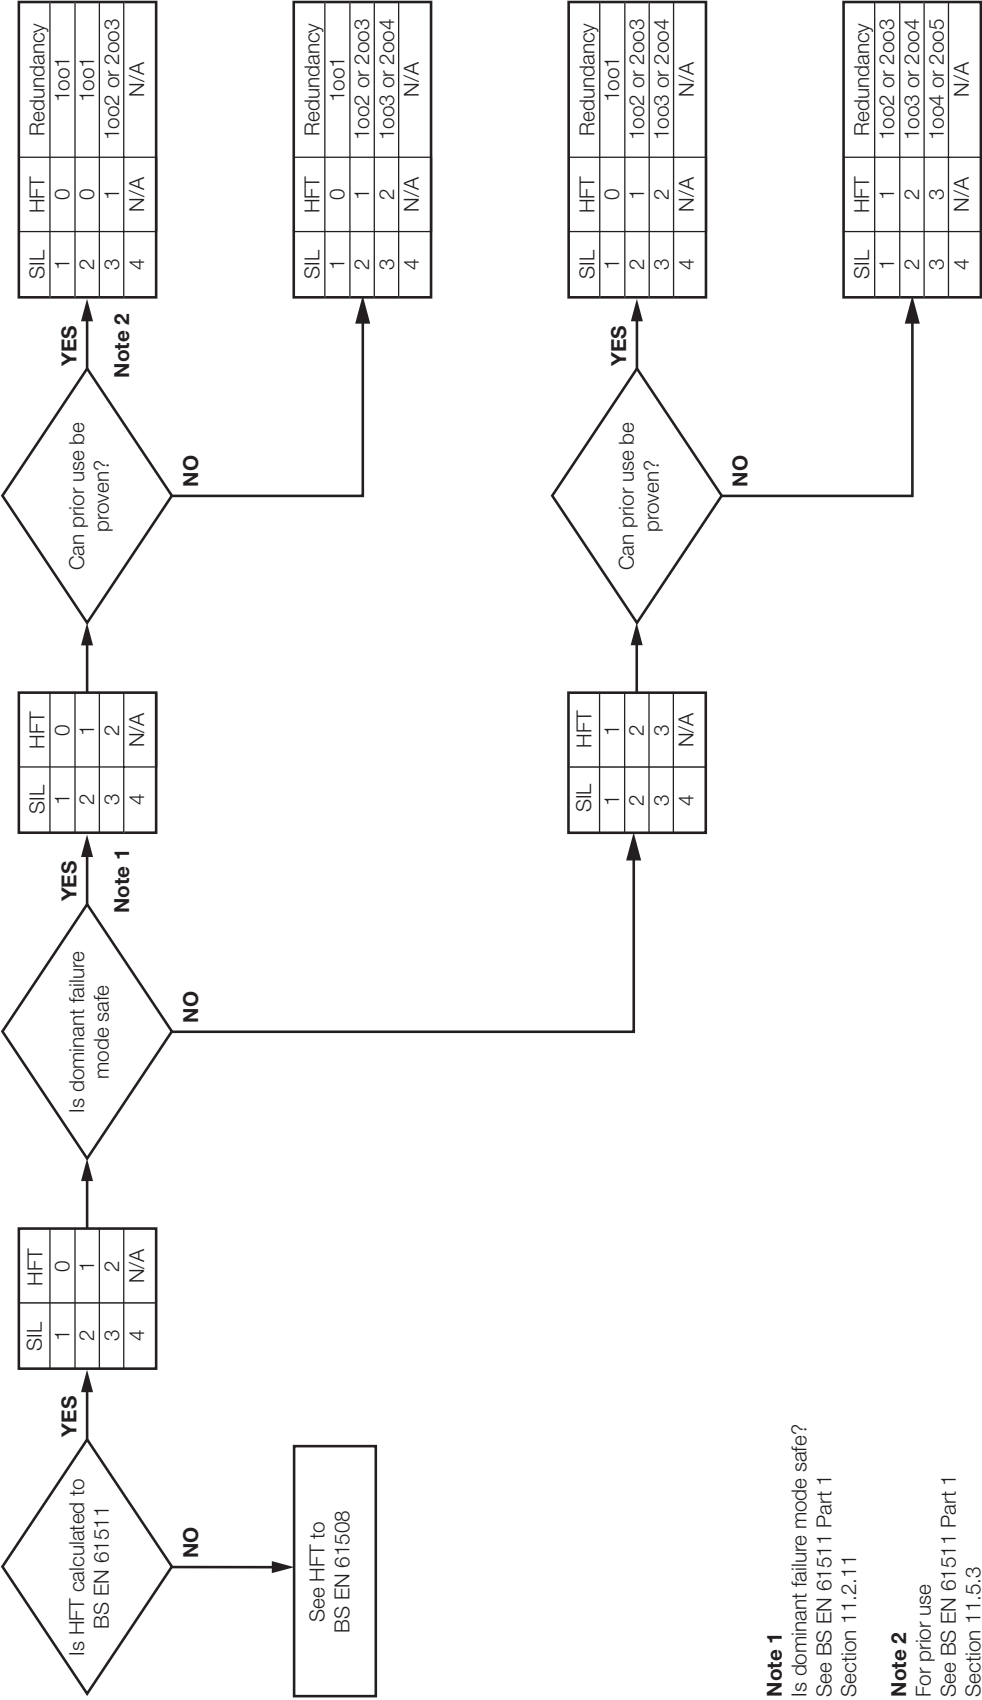 Is HFT calculated to
BS EN 61511
YES
NO
See HFT to
BS EN 61508
SIL HFT
1 0
2 1
3 2
4 N/A
Is dominant failure
mode safe
YES
Note 1
NO
SIL HFT
1 0
2 1
3 2
4 N/A
Can prior use be
proven?
YES
Note 2
NO
SIL HFT Redundancy
1 0 1oo1
2 0 1oo1
3 1 1oo2 or 2oo3
4 N/A N/A
SIL HFT Redundancy
1 0 1oo1
2 1 1oo2 or 2oo3
3 2 1oo3 or 2oo4
4 N/A N/A
SIL HFT
1 1
2 2
3 3
4 N/A
Can prior use be
proven?
YES
NO
SIL HFT Redundancy
1 0 1oo1
2 1 1oo2 or 2oo3
3 2 1oo3 or 2oo4
4 N/A N/A
SIL HFT Redundancy
1 1 1oo2 or 2oo3
2 2 1oo3 or 2oo4
3 3 1oo4 or 2oo5
4 N/A N/A
Note 1
Is dominant failure mode safe?
See BS EN 61511 Part 1
Section 11.2.11
Note 2
For prior use
See BS EN 61511 Part 1
Section 11.5.3